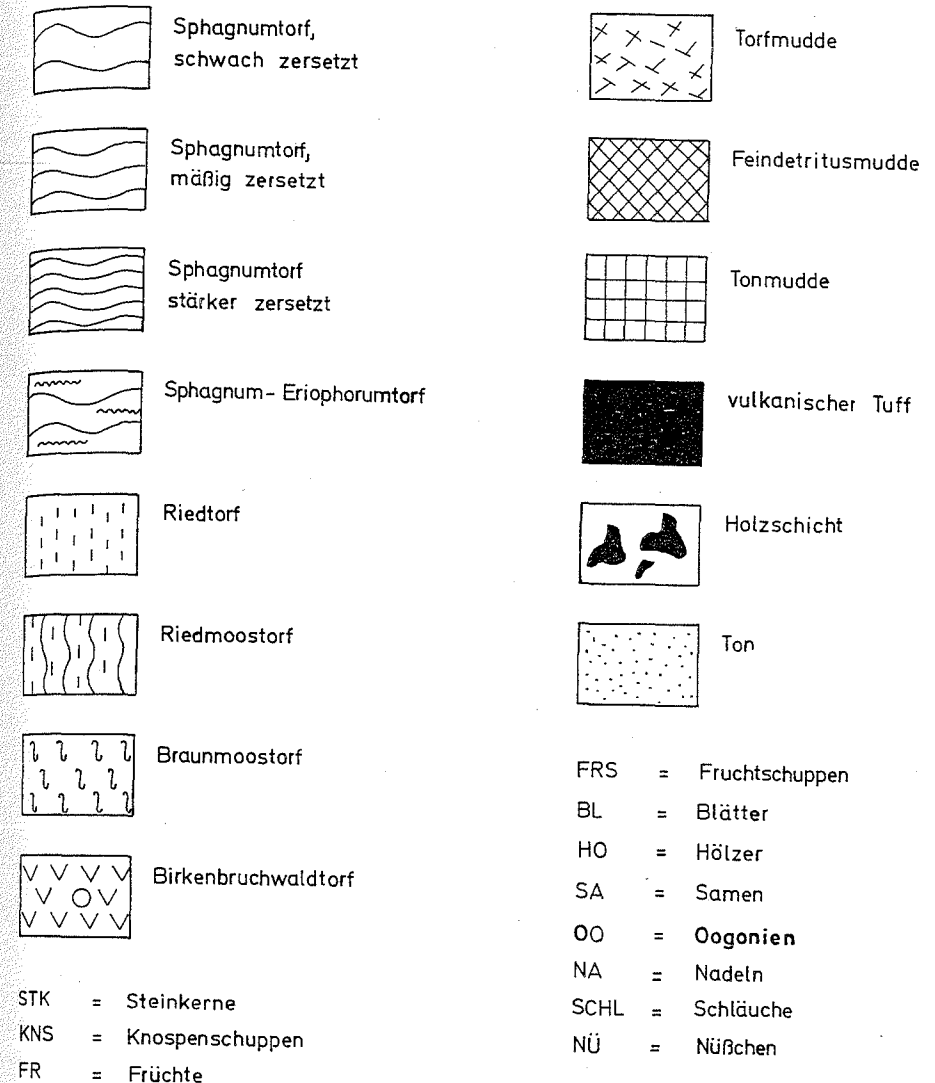 Sphagnumtorf,
schwach zersetzt
Sphagnumtorf,
mäßig zersetzt
Sphagnumtorf
stärker zersetzt
Sphagnum-Eriophorumtorf
Riedtorf
Riedmoostorf
Braunmoostorf
Birkenbruchwaldtorf
STK = Steinkerne
KNS = Knospenschuppen
FR = Früchte
Torfmudde
Feindetritusmudde
Tonmudde
vulkanischer Tuff
Holzschicht
Ton
FRS = Fruchtschuppen
BL = Blätter
HO = Hölzer
SA = Samen
OO = Oogonien
NA = Nadeln
SCHL = Schläuche
NÜ = Nüßchen